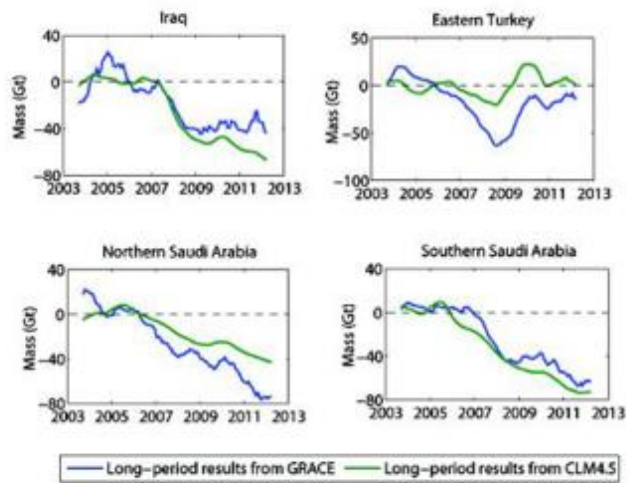 Iraq
Eastern Turkey
Mass (Gt)
40
0
−40
−80
2003 2005 2007 2009 2011 2013
Mass (Gt)
50
0
−50
−100
2003 2005 2007 2009 2011 2013
Northern Saudi Arabia
Southern Saudi Arabia
Mass (Gt)
40
0
−40
−80
2003 2005 2007 2009 2011 2013
Mass (Gt)
40
0
−40
−80
2003 2005 2007 2009 2011 2013
Long−period results from GRACE Long−period results from CLM4.5